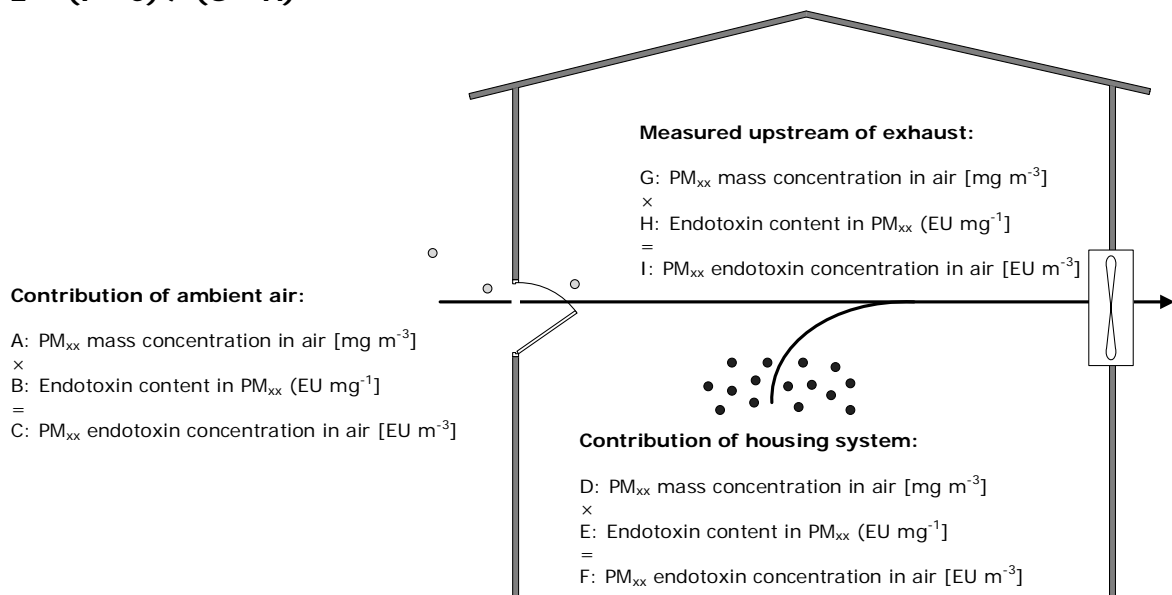 Measured upstream of exhaust:
G: PMxx mass concentration in air [mg m-3]
×
H: Endotoxin content in PMxx (EU mg-1]
=
I: PMxx endotoxin concentration in air [EU m-3]
Contribution of ambient air:
A: PMxx mass concentration in air [mg m-3]
×
B: Endotoxin content in PMxx (EU mg-1]
=
C: PMxx endotoxin concentration in air [EU m-3]
Contribution of housing system:
D: PMxx mass concentration in air [mg m-3]
×
E: Endotoxin content in PMxx (EU mg-1]
=
F: PMxx endotoxin concentration in air [EU m-3]